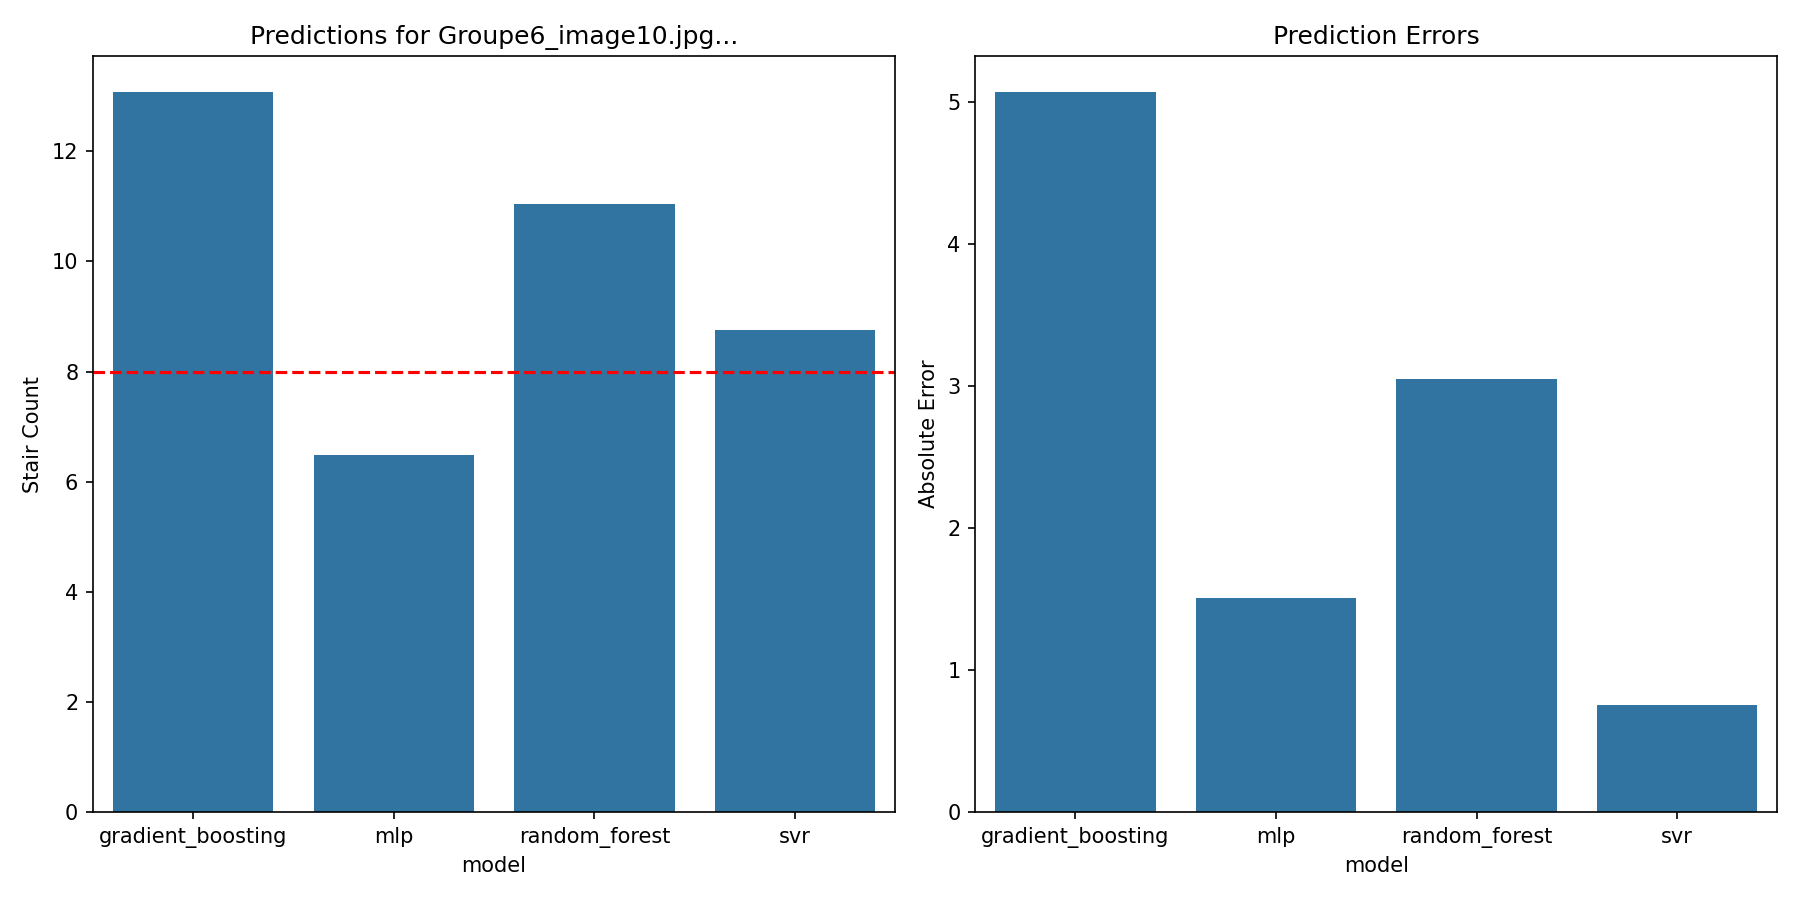 Predictions for Groupe6_image10.jpg...
Stair Count
12
10
8
6
4
2
0
gradient_boosting mlp random_forest svr
model
Prediction Errors
Absolute Error
5
4
3
2
1
0
gradient_boosting mlp random_forest svr
model